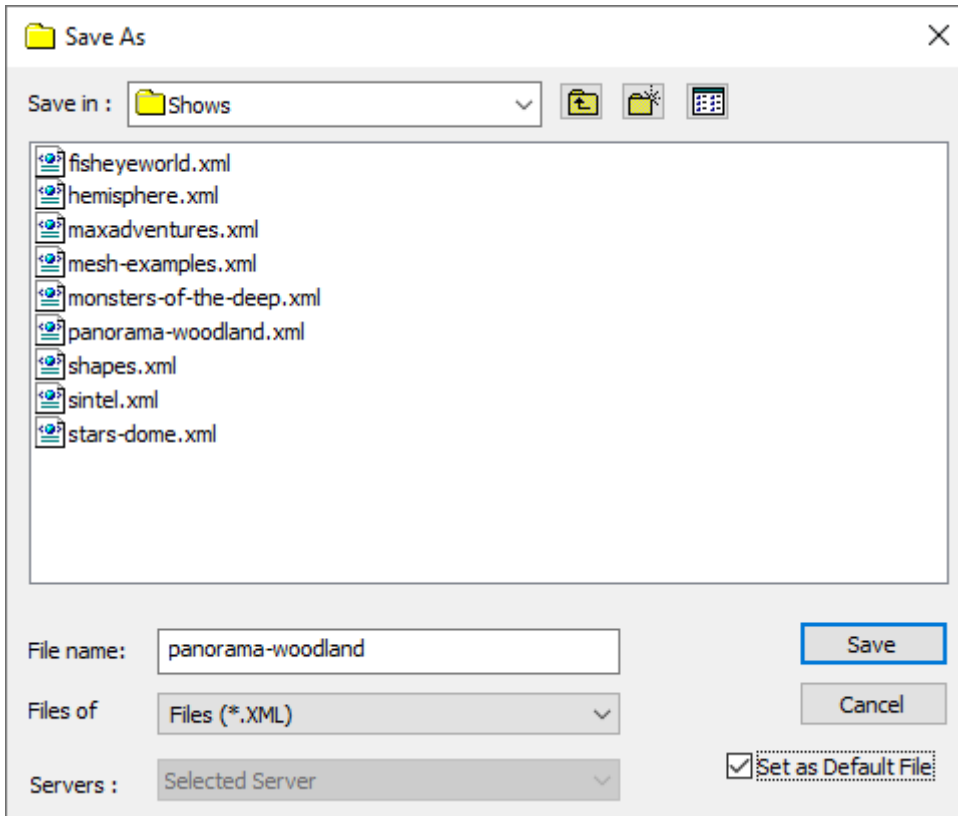 Save As
Save in : Shows
fisheyeworld.xml
hemisphere.xml
maxadventures.xml
mesh-examples.xml
monsters-of-the-deep.xml
panorama-woodland.xml
shapes.xml
sintel.xml
stars-dome.xml
File name: panorama-woodland Save
Files of Files (*.XML) Cancel
Set as Default File
Servers : Selected Server